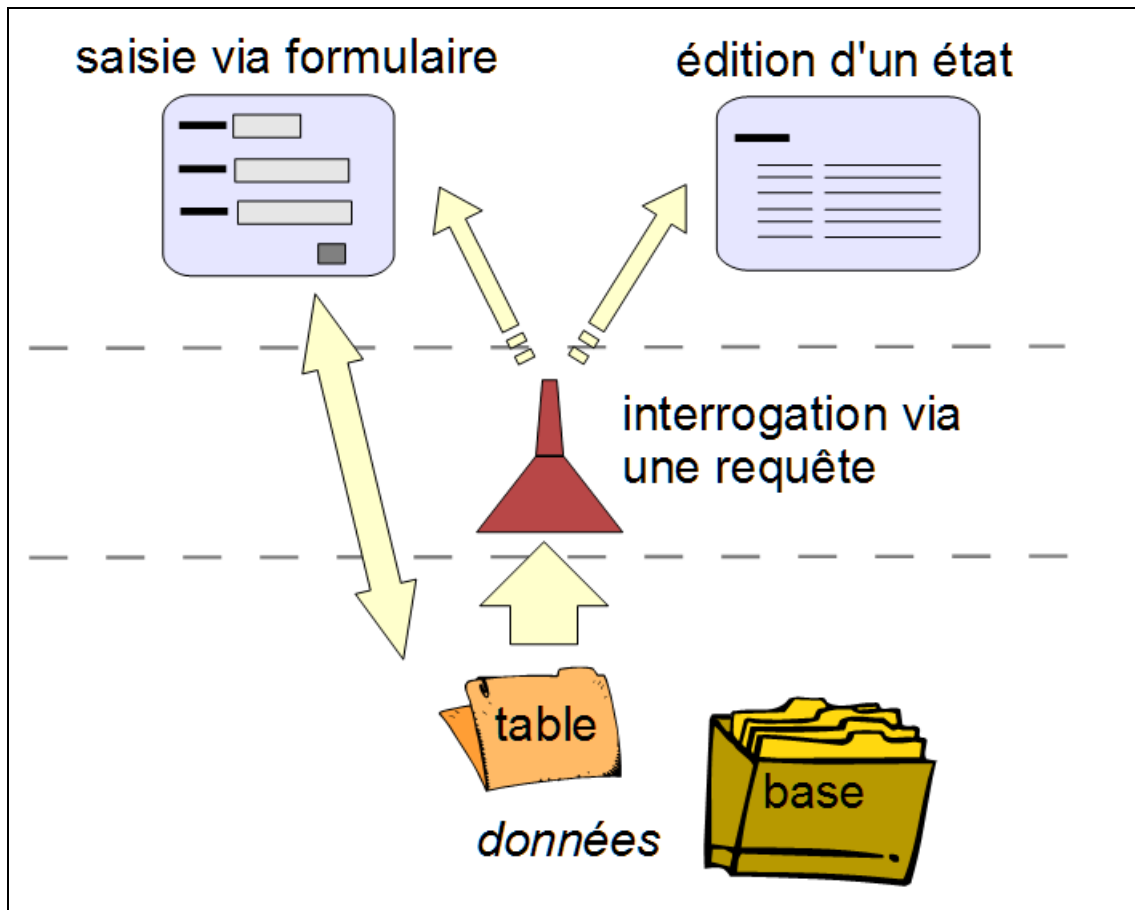 saisie via formulaire
édition d'un état
interrogation via
une requête
table
base
données